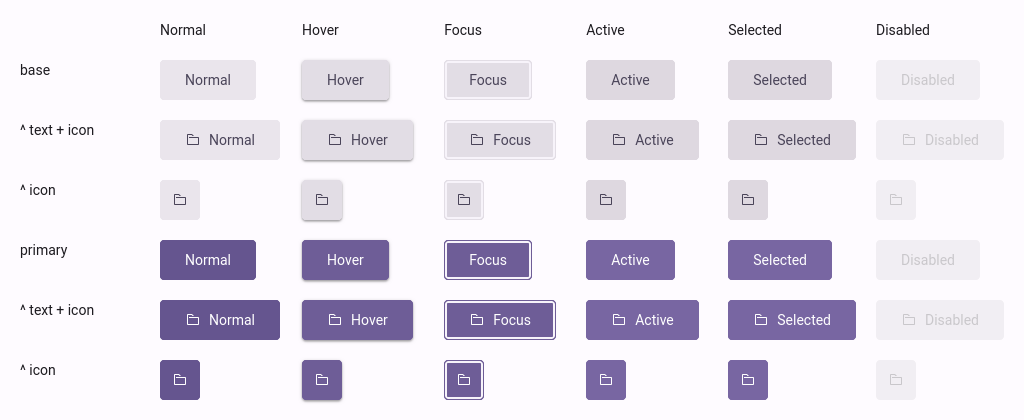 Normal Hover Focus Active Selected Disabled
base Normal Hover Focus Active Selected Disabled
^ text + icon Normal Hover Focus Active Selected Disabled
^ icon
primary Normal Hover Focus Active Selected Disabled
^ text + icon Normal Hover Focus Active Selected Disabled
^ icon